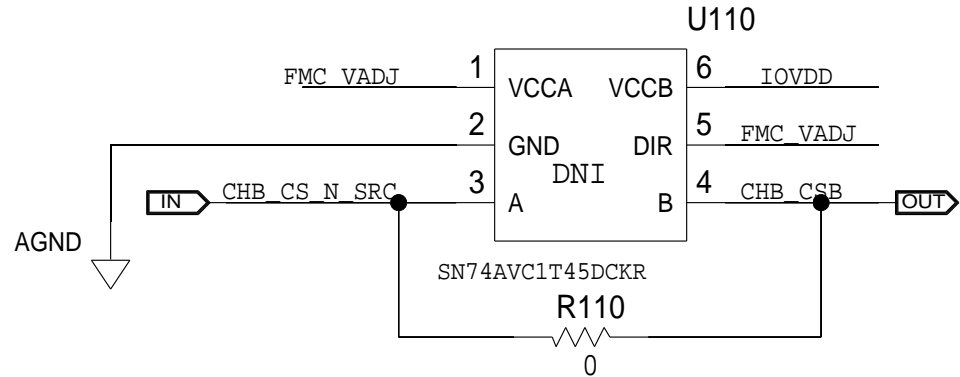 U110
FMC_VADJ 1 VCCA VCCB 6 IOVDD
2 GND DIR 5 FMC_VADJ
DNI
IN CHB_CS_N_SRC 3 A B 4 CHB_CSB OUT
AGND
SN74AVC1T45DCKR
R110
0